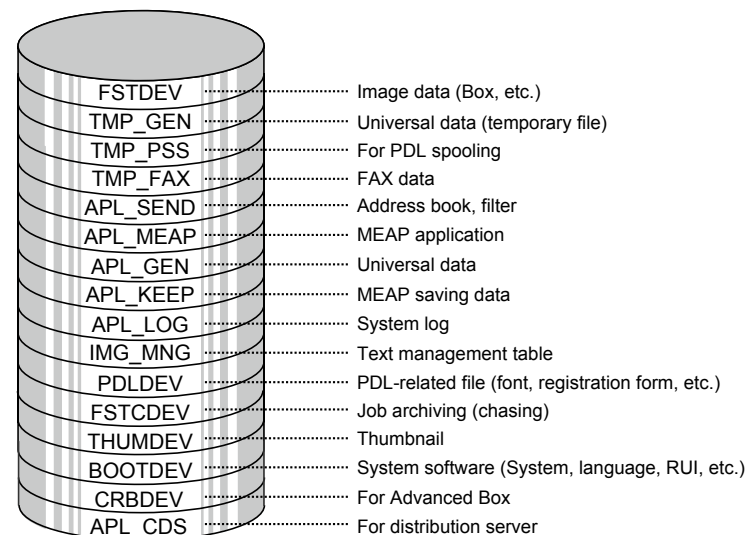 FSTDEV Image data (Box, etc.)
TMP_GEN Universal data (temporary file)
TMP_PSS For PDL spooling
TMP_FAX FAX data
APL_SEND Address book, filter
APL_MEAP MEAP application
APL_GEN Universal data
APL_KEEP MEAP saving data
APL_LOG System log
IMG_MNG Text management table
PDLDEV PDL-related file (font, registration form, etc.)
FSTCDEV Job archiving (chasing)
THUMDEV Thumbnail
BOOTDEV System software (System, language, RUI, etc.)
CRBDEV For Advanced Box
APL_CDS For distribution server